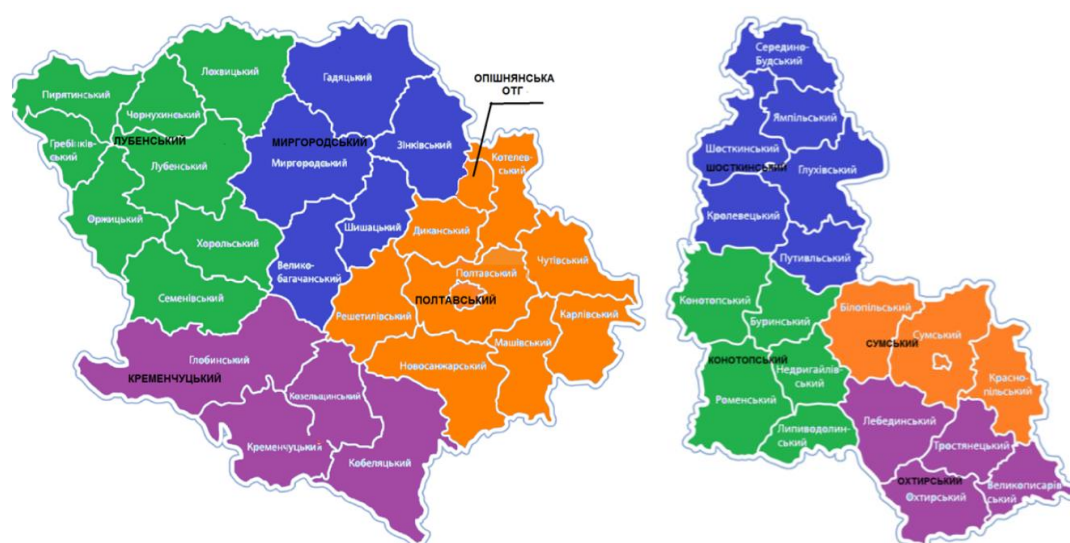 Лохвицький
Гадяцький
ОПІШНЯНСЬКА
ОТГ
Пирятинський
Чорнухинський
Гребінків-
ський
ЛУБЕНСЬКИЙ
МИРГОРОДСЬКИЙ
Зінківський
Миргородський
Котелев-
ський
Лубенський
Оржицький
Шишацький
Диканський
Хорольський
Велико-
багачанський
Чутівський
Полтавський
Семенівський
ПОЛТАВСЬКИЙ
Решетилівський
Карлівський
Машівський
Глобинський
Новосанжарський
КРЕМЕНЧУЦЬКИЙ
Козельщинський
Кременчуцький
Кобеляцький
Середино-
Будський
Ямпільський
Шосткинський
ШОСТКИНСЬКИЙ
Глухівський
Кролевецький
Путивльський
Конотопський
Білопільський
Буринський
Сумський
СУМСЬКИЙ
КОНОТОПСЬКИЙ
Недригайлів-
ський
Красно-
пільський
Роменський
Лебединський
Липиводолин-
ський
Тростянецький
ОХТИРСЬКИЙ
Охтирський
Великописарів-
ський